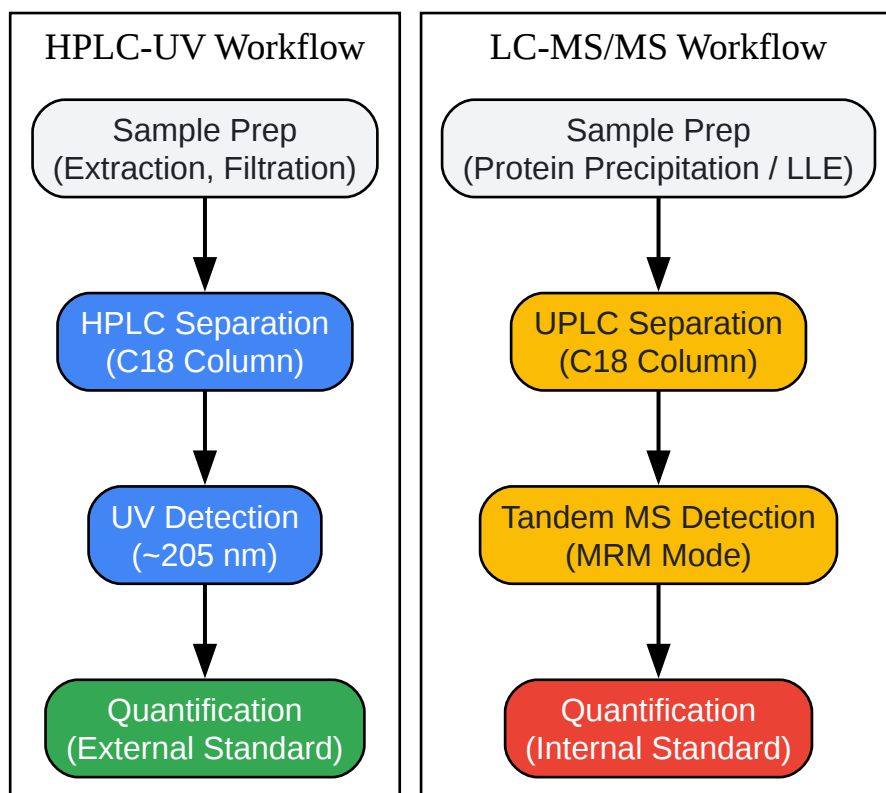 HPLC-UV Workflow
Sample Prep
(Extraction, Filtration)
HPLC Separation
(C18 Column)
UV Detection
(~205 nm)
Quantification
(External Standard)
LC-MS/MS Workflow
Sample Prep
(Protein Precipitation / LLE)
UPLC Separation
(C18 Column)
Tandem MS Detection
(MRM Mode)
Quantification
(Internal Standard)